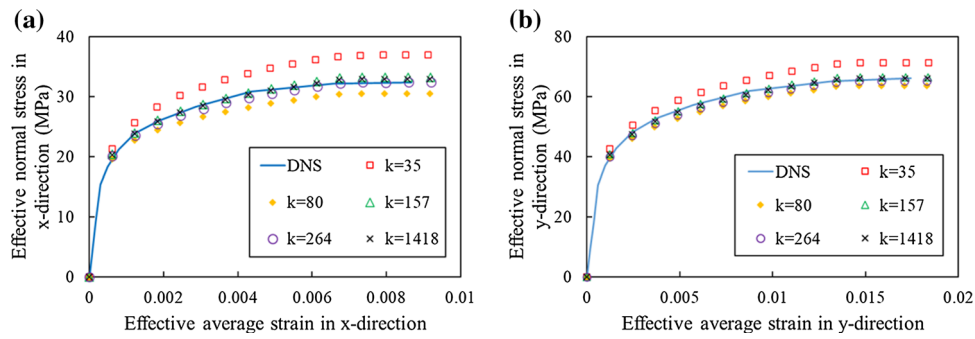 (a)
Effective normal stress in
x-direction (MPa)
40
30
20
10
0
0
0.002
0.004
0.006
0.008
0.01
Effective average strain in x-direction
DNS
k=35
k=80
k=157
k=264
k=1418
(b)
Effective normal stress in
y-direction (MPa)
80
60
40
20
0
0
0.005
0.01
0.015
0.02
Effective average strain in y-direction
DNS
k=35
k=80
k=157
k=264
k=1418